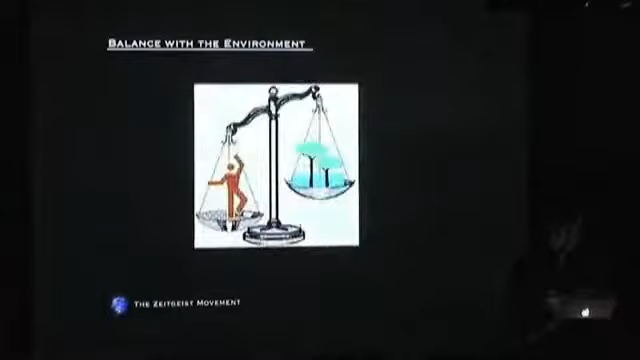 BALANCE WITH THE ENVIRONMENT
THE ZEITGEIST MOVEMENT